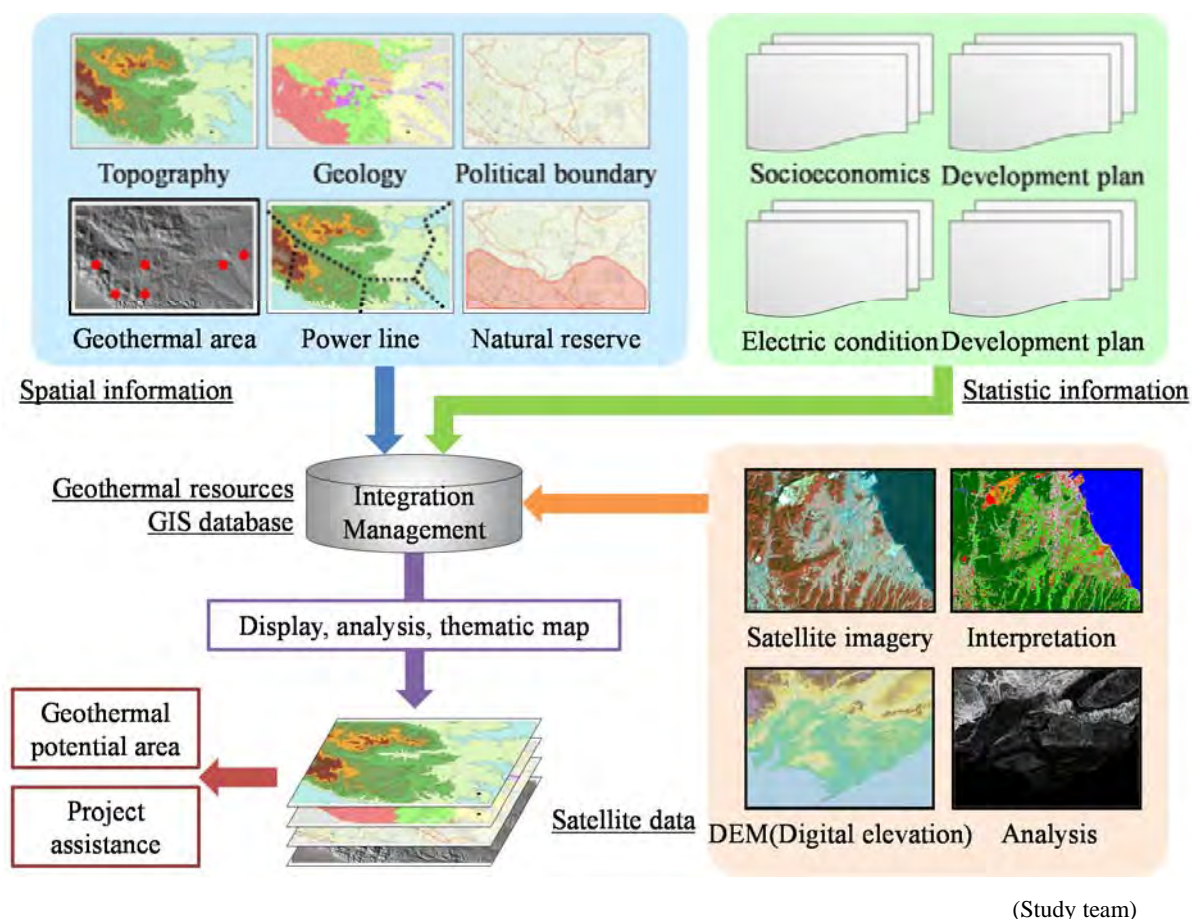 Topography
Geology
Political boundary
Geothermal area
Power line
Natural reserve
Spatial information
Socioeconomics
Development plan
Electric condition
Development plan
Statistic information
Geothermal resources
GIS database
Integration
Management
Display, analysis, thematic map
Geothermal
potential area
Project
assistance
Satellite imagery
Interpretation
DEM(Digital elevation)
Analysis
Satellite data
(Study team)